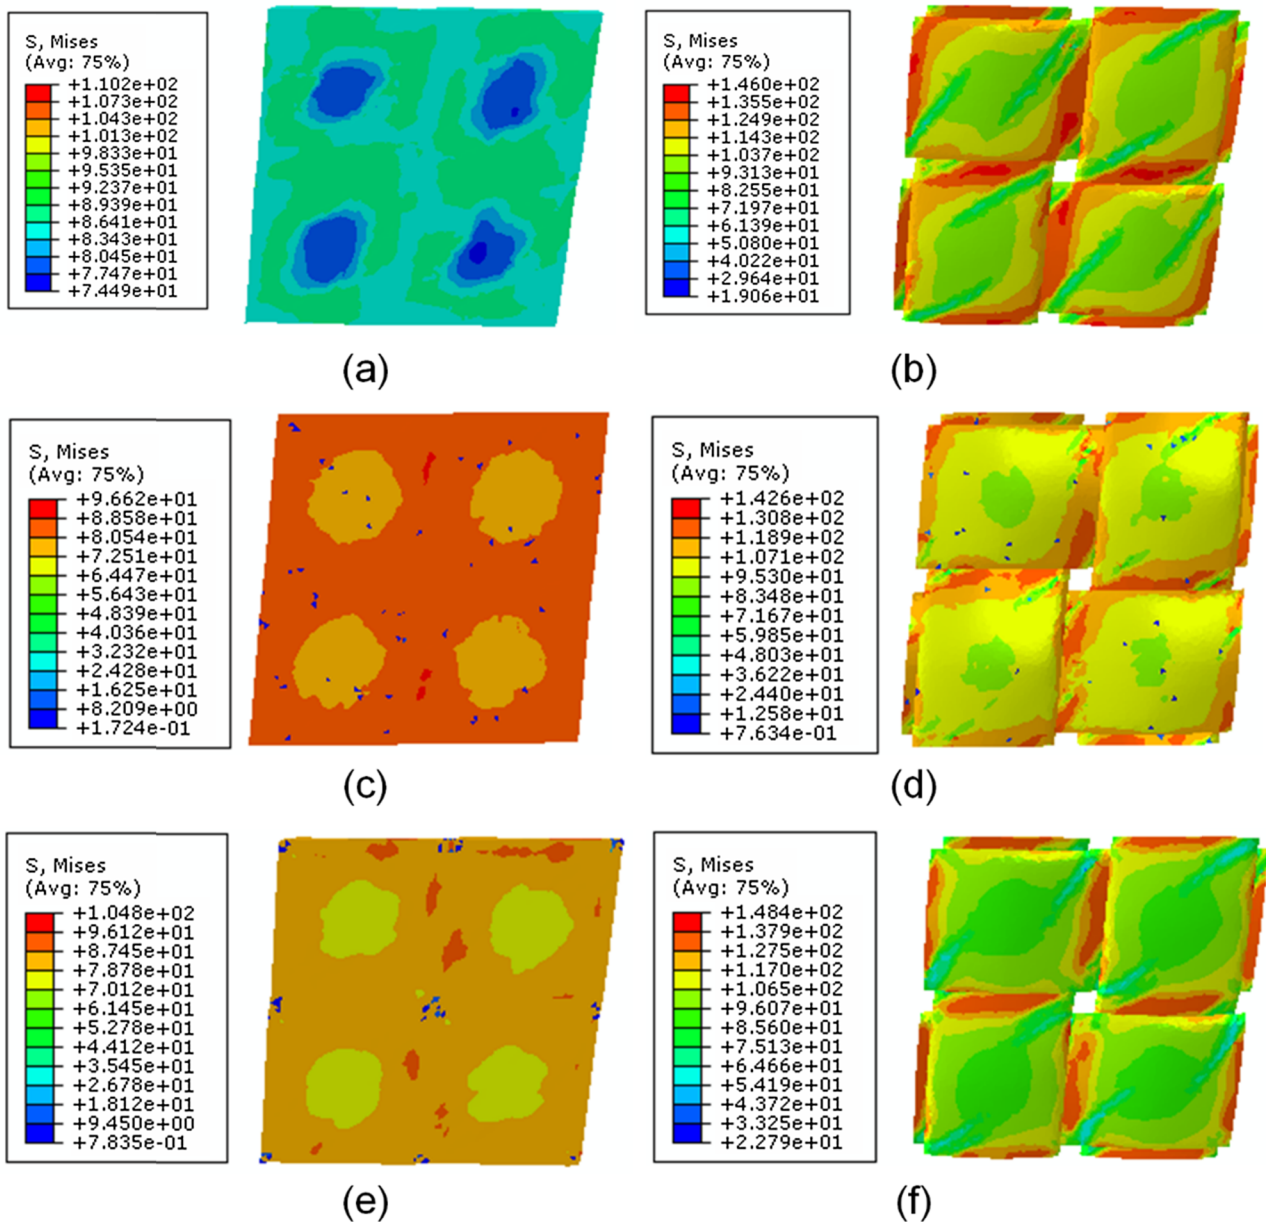 S, Mises
(Avg: 75%)
+1.102e+02
+1.073e+02
+1.043e+02
+1.013e+02
+9.833e+01
+9.535e+01
+9.237e+01
+8.939e+01
+8.641e+01
+8.343e+01
+8.045e+01
+7.747e+01
+7.449e+01
(a)
S, Mises
(Avg: 75%)
+1.460e+02
+1.355e+02
+1.249e+02
+1.143e+02
+1.037e+02
+9.313e+01
+8.255e+01
+7.197e+01
+6.139e+01
+5.080e+01
+4.022e+01
+2.964e+01
+1.906e+01
(b)
S, Mises
(Avg: 75%)
+9.662e+01
+8.858e+01
+8.054e+01
+7.251e+01
+6.447e+01
+5.643e+01
+4.839e+01
+4.036e+01
+3.232e+01
+2.428e+01
+1.625e+01
+8.209e+00
+1.724e-01
(c)
S, Mises
(Avg: 75%)
+1.426e+02
+1.308e+02
+1.189e+02
+1.071e+02
+9.530e+01
+8.348e+01
+7.167e+01
+5.985e+01
+4.803e+01
+3.622e+01
+2.440e+01
+1.258e+01
+7.634e-01
(d)
S, Mises
(Avg: 75%)
+1.048e+02
+9.612e+01
+8.745e+01
+7.878e+01
+7.012e+01
+6.145e+01
+5.278e+01
+4.412e+01
+3.545e+01
+2.678e+01
+1.812e+01
+9.450e+00
+7.835e-01
(e)
S, Mises
(Avg: 75%)
+1.484e+02
+1.379e+02
+1.275e+02
+1.170e+02
+1.065e+02
+9.607e+01
+8.560e+01
+7.513e+01
+6.466e+01
+5.419e+01
+4.372e+01
+3.325e+01
+2.279e+01
(f)